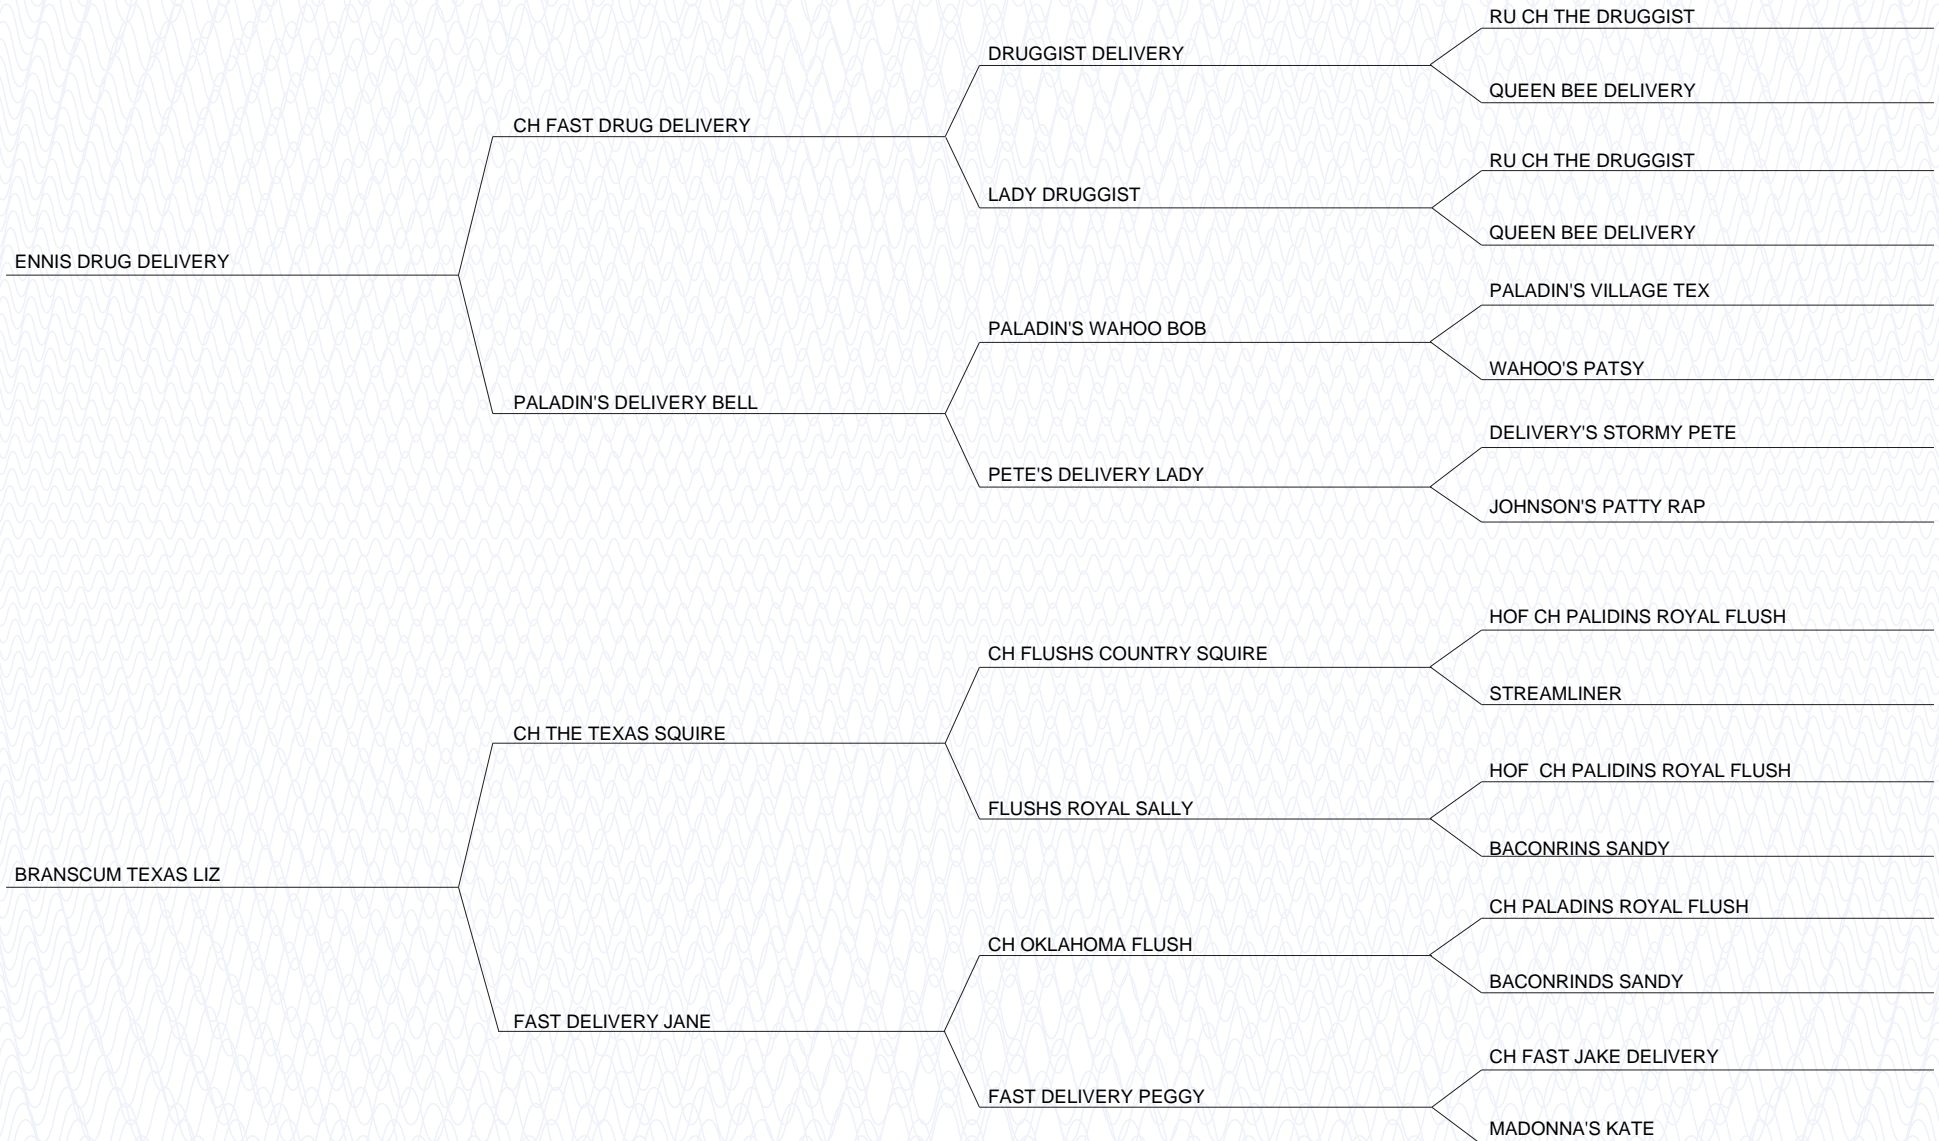 RU CH THE DRUGGIST
DRUGGIST DELIVERY
QUEEN BEE DELIVERY
CH FAST DRUG DELIVERY
RU CH THE DRUGGIST
LADY DRUGGIST
QUEEN BEE DELIVERY
ENNIS DRUG DELIVERY
PALADIN'S VILLAGE TEX
PALADIN'S WAHOO BOB
WAHOO'S PATSY
PALADIN'S DELIVERY BELL
DELIVERY'S STORMY PETE
PETE'S DELIVERY LADY
JOHNSON'S PATTY RAP
HOF CH PALIDINS ROYAL FLUSH
CH FLUSHS COUNTRY SQUIRE
STREAMLINER
CH THE TEXAS SQUIRE
HOF  CH PALIDINS ROYAL FLUSH
FLUSHS ROYAL SALLY
BACONRINS SANDY
BRANSCUM TEXAS LIZ
CH PALADINS ROYAL FLUSH
CH OKLAHOMA FLUSH
BACONRINDS SANDY
FAST DELIVERY JANE
CH FAST JAKE DELIVERY
FAST DELIVERY PEGGY
MADONNA'S KATE